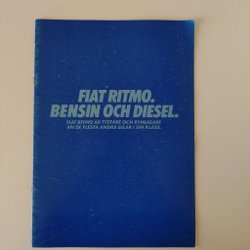 FIAT RITMO.
BENSIN OCH DIESEL.
FIAT RITMO ÄR TYSTARE OCH RYMLIGARE
ÄN DE FLESTA ANDRA BILAR I SIN KLASS.